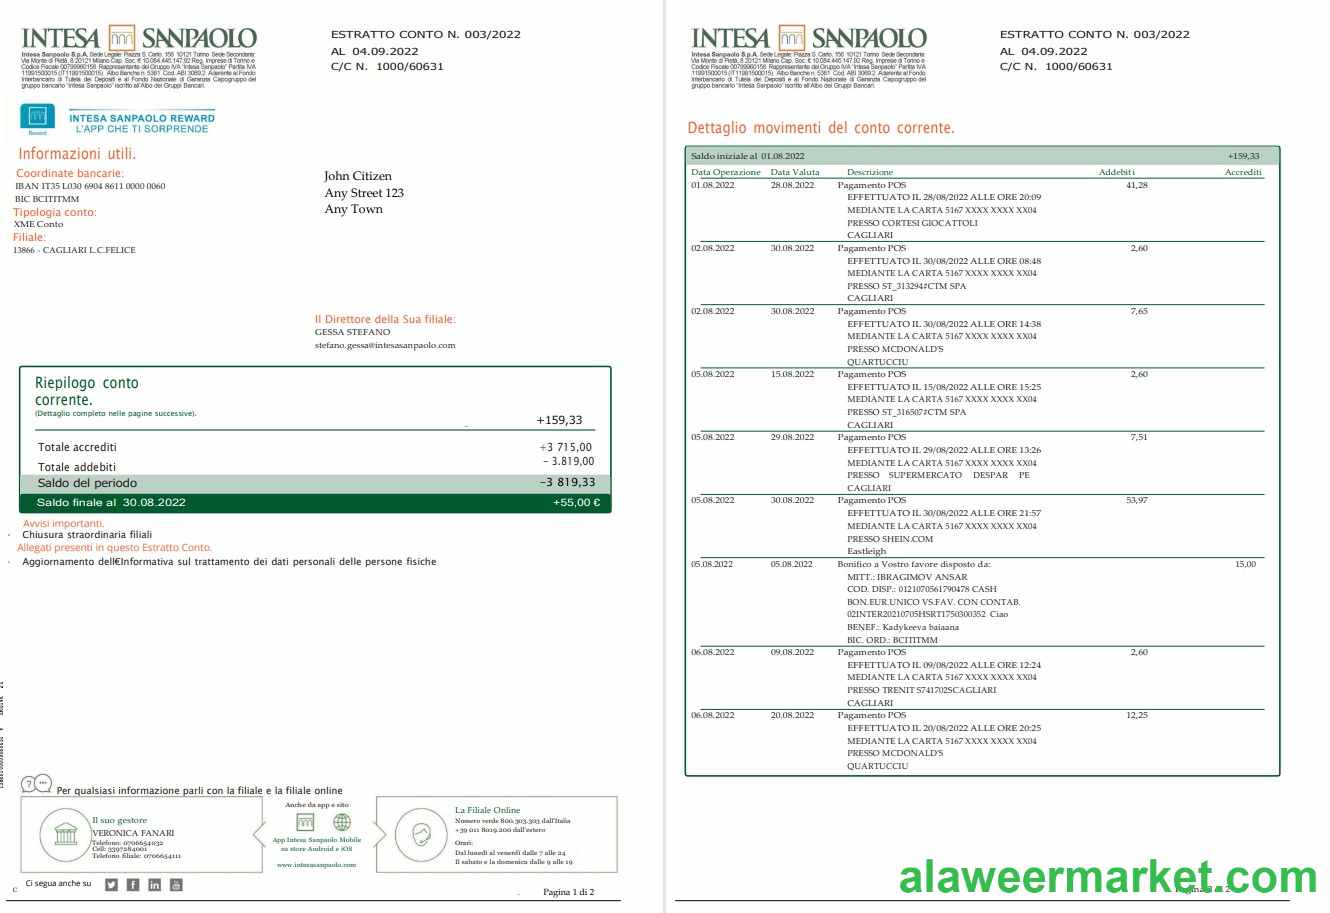 INTESA SANPAOLO
Intesa Sanpaolo S.p.A. Sede Legale: Piazza S. Carlo, 156 10121 Torino Sede Secondaria:
Via Monte di Pietà, 8 20121 Milano Cap. Soc. € 10.084.445.147,92 Reg. Imprese di Torino e
Codice Fiscale 00799960158 Rappresentante del Gruppo IVA "Intesa Sanpaolo" Partita IVA
11991500015 (IT11991500015) Albo Banche n. 5361 Cod. ABI 3069.2 Aderente al Fondo
Interbancario di Tutela dei Depositi e al Fondo Nazionale di Garanzia Capogruppo del
gruppo bancario "Intesa Sanpaolo" iscritto all'Albo dei Gruppi Bancari.
ESTRATTO CONTO N. 003/2022
AL 04.09.2022
C/C N. 1000/60631
Reward
INTESA SANPAOLO REWARD
L'APP CHE TI SORPRENDE
Informazioni utili.
Coordinate bancarie:
IBAN IT35 L030 6904 8611 0000 0060
BIC BCITITMM
Tipologia conto:
XME Conto
Filiale:
13866 - CAGLIARI L.C.FELICE
John Citizen
Any Street 123
Any Town
Il Direttore della Sua filiale:
GESSA STEFANO
stefano.gessa@intesasanpaolo.com
Riepilogo conto
corrente.
(Dettaglio completo nelle pagine successive).
+159,33
Totale accrediti +3 715,00
Totale addebiti – 3.819,00
Saldo del periodo –3 819,33
Saldo finale al 30.08.2022 +55,00 €
Avvisi importanti.
· Chiusura straordinaria filiali
Allegati presenti in questo Estratto Conto.
· Aggiornamento dell€Informativa sul trattamento dei dati personali delle persone fisiche
Per qualsiasi informazione parli con la filiale e la filiale online
Il suo gestore
VERONICA FANARI
Telefono: 0706654032
Cell: 3397284001
Telefono filiale: 0706654111
Anche da app e sito
App Intesa Sanpaolo Mobile
su store Android e iOS
www.intesasanpaolo.com
La Filiale Online
Numero verde 800.303.303 dall'Italia
+39 011 8019.200 dall'estero
Orari:
Dal lunedì al venerdì dalle 7 alle 24
Il sabato e la domenica dalle 9 alle 19
Ci segua anche su
Pagina 1 di 2
INTESA SANPAOLO
Intesa Sanpaolo S.p.A. Sede Legale: Piazza S. Carlo, 156 10121 Torino Sede Secondaria:
Via Monte di Pietà, 8 20121 Milano Cap. Soc. € 10.084.445.147,92 Reg. Imprese di Torino e
Codice Fiscale 00799960158 Rappresentante del Gruppo IVA "Intesa Sanpaolo" Partita IVA
11991500015 (IT11991500015) Albo Banche n. 5361 Cod. ABI 3069.2 Aderente al Fondo
Interbancario di Tutela dei Depositi e al Fondo Nazionale di Garanzia Capogruppo del
gruppo bancario "Intesa Sanpaolo" iscritto all'Albo dei Gruppi Bancari.
ESTRATTO CONTO N. 003/2022
AL 04.09.2022
C/C N. 1000/60631
Dettaglio movimenti del conto corrente.
Saldo iniziale al 01.08.2022 +159,33
Data Operazione Data Valuta Descrizione Addebiti Accrediti
01.08.2022 28.08.2022 Pagamento POS 41,28
EFFETTUATO IL 28/08/2022 ALLE ORE 20:09
MEDIANTE LA CARTA 5167 XXXX XXXX XX04
PRESSO CORTESI GIOCATTOLI
CAGLIARI
02.08.2022 30.08.2022 Pagamento POS 2,60
EFFETTUATO IL 30/08/2022 ALLE ORE 08:48
MEDIANTE LA CARTA 5167 XXXX XXXX XX04
PRESSO ST_313294#CTM SPA
CAGLIARI
02.08.2022 30.08.2022 Pagamento POS 7,65
EFFETTUATO IL 30/08/2022 ALLE ORE 14:38
MEDIANTE LA CARTA 5167 XXXX XXXX XX04
PRESSO MCDONALD'S
QUARTUCCIU
05.08.2022 15.08.2022 Pagamento POS 2,60
EFFETTUATO IL 15/08/2022 ALLE ORE 15:25
MEDIANTE LA CARTA 5167 XXXX XXXX XX04
PRESSO ST_316507#CTM SPA
CAGLIARI
05.08.2022 29.08.2022 Pagamento POS 7,51
EFFETTUATO IL 29/08/2022 ALLE ORE 13:26
MEDIANTE LA CARTA 5167 XXXX XXXX XX04
PRESSO SUPERMERCATO DESPAR PE
CAGLIARI
05.08.2022 30.08.2022 Pagamento POS 53,97
EFFETTUATO IL 30/08/2022 ALLE ORE 21:57
MEDIANTE LA CARTA 5167 XXXX XXXX XX04
PRESSO SHEIN.COM
Eastleigh
05.08.2022 05.08.2022 Bonifico a Vostro favore disposto da: 15,00
MITT.: IBRAGIMOV ANSAR
COD. DISP.: 0121070561790478 CASH
BON.EUR.UNICO VS.FAV. CON CONTAB.
02INTER20210705HSRT1750300352 Ciao
BENEF.: Kadykeeva baiaana
BIC. ORD.: BCITITMM
06.08.2022 09.08.2022 Pagamento POS 2,60
EFFETTUATO IL 09/08/2022 ALLE ORE 12:24
MEDIANTE LA CARTA 5167 XXXX XXXX XX04
PRESSO TRENIT S741702SCAGLIARI
CAGLIARI
06.08.2022 20.08.2022 Pagamento POS 12,25
EFFETTUATO IL 20/08/2022 ALLE ORE 20:25
MEDIANTE LA CARTA 5167 XXXX XXXX XX04
PRESSO MCDONALD'S
QUARTUCCIU
alaweermarket.com